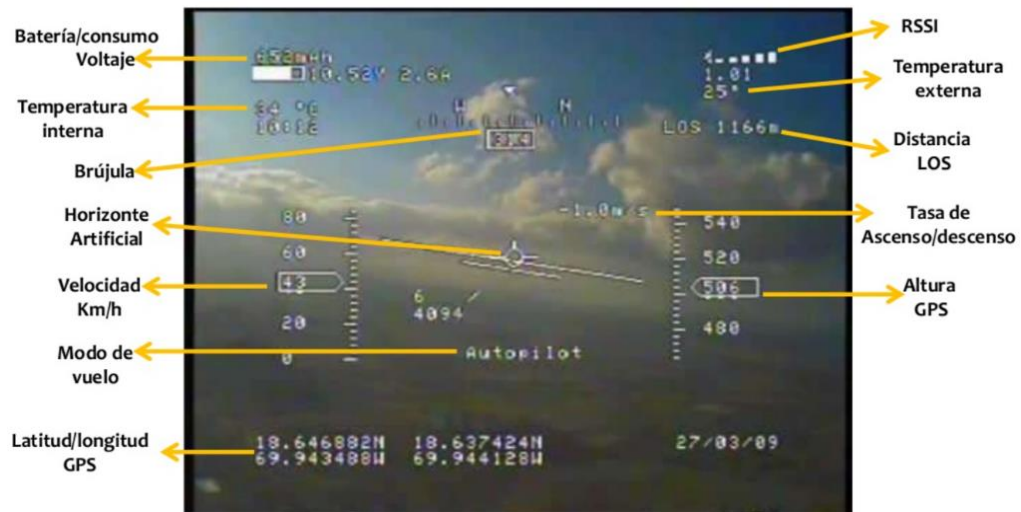 Batería/consumo
Voltaje
Temperatura
interna
Brújula
Horizonte
Artificial
Velocidad
Km/h
Modo de
vuelo
Latitud/longitud
GPS
652mAH
10.52V 2.6A
34 °C
10:12
W N
314
1.01
25°
LOS 1166m
-1.0m/s
80
60
43
20
0
6
4094
540
520
506
480
Autopilot
18.646882N 18.637424N 27/03/09
69.943488W 69.944128W
RSSI
Temperatura
externa
Distancia
LOS
Tasa de
Ascenso/descenso
Altura
GPS